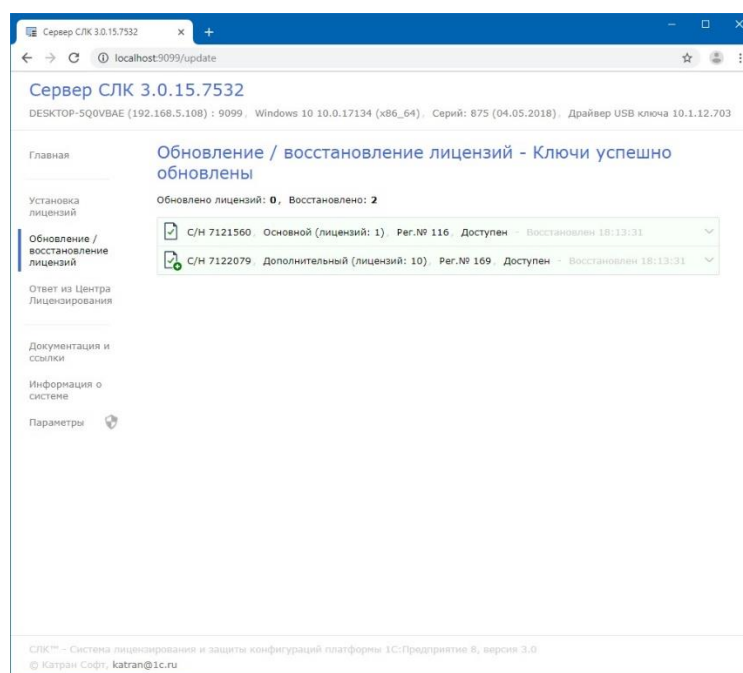 Сервер СЛК 3.0.15.7532
localhost:9099/update
Сервер СЛК 3.0.15.7532
DESKTOP-5Q0VBAE (192.168.5.108) : 9099, Windows 10 10.0.17134 (x86_64), Серий: 875 (04.05.2018), Драйвер USB ключа 10.1.12.703
Главная
Установка
лицензий
Обновление /
восстановление
лицензий
Ответ из Центра
Лицензирования
Документация и
ссылки
Информация о
системе
Параметры
Обновление / восстановление лицензий - Ключи успешно
обновлены
Обновлено лицензий: 0, Восстановлено: 2
С/Н 7121560, Основной (лицензий: 1), Рег.№ 116, Доступен - Восстановлен 18:13:31
С/Н 7122079, Дополнительный (лицензий: 10), Рег.№ 169, Доступен - Восстановлен 18:13:31
СЛК™ – Система лицензирования и защиты конфигураций платформы 1С:Предприятие 8, версия 3.0
© Катран Софт, katran@1c.ru